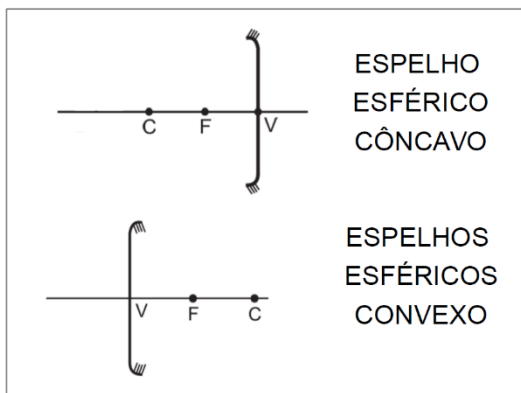 ESPELHO
ESFÉRICO
CÔNCAVO
C F V
ESPELHOS
ESFÉRICOS
CONVEXO
V F C